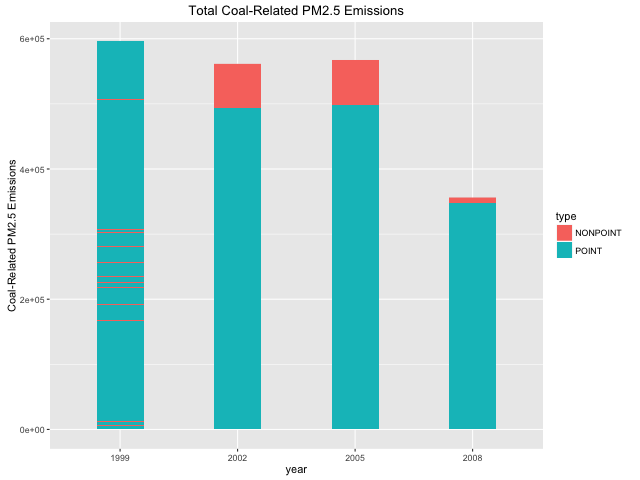 Total Coal-Related PM2.5 Emissions
6e+05
4e+05
2e+05
0e+00
Coal-Related PM2.5 Emissions
1999 2002 2005 2008
year
type
NONPOINT
POINT